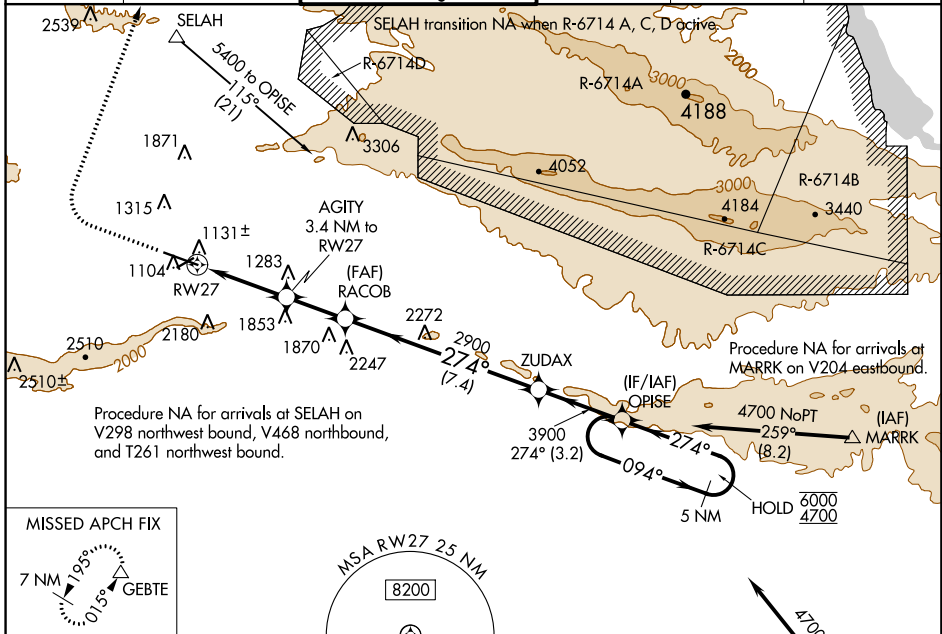 2539
SELAH
SELAH transition NA when R-6714 A, C, D active.
5400 to OPISE
115°
(21)
R-6714D
R-6714A
3000
2000
4188
1871
3306
4052
3000
R-6714B
4184
3440
1315
R-6714C
AGITY
3.4 NM to
RW27
1131±
1104
RW27
1283
(FAF)
RACOB
1853
2180
1870
2247
2272
2900
274°
(7.4)
2510
2000
2510±
ZUDAX
Procedure NA for arrivals at
MARRK on V204 eastbound.
(IF/IAF)
OPISE
4700 NoPT
259°
(8.2)
(IAF)
MARRK
Procedure NA for arrivals at SELAH on
V298 northwest bound, V468 northbound,
and T261 northwest bound.
3900
274° (3.2)
274°
094°
5 NM
HOLD
6000
4700
MISSED APCH FIX
7 NM
195°
015°
GEBTE
MSA RW27 25 NM
8200
4700